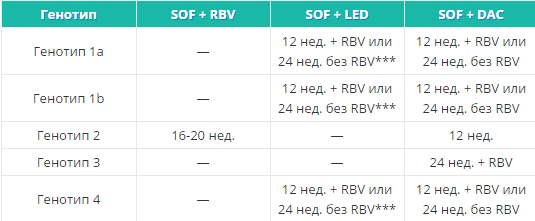 Генотип SOF + RBV SOF + LED SOF + DAC
Генотип 1a — 12 нед. + RBV или 24 нед. без RBV*** 12 нед. + RBV или 24 нед. без RBV
Генотип 1b — 12 нед. + RBV или 24 нед. без RBV*** 12 нед. + RBV или 24 нед. без RBV
Генотип 2 16-20 нед. — 12 нед.
Генотип 3 — — 24 нед. + RBV
Генотип 4 — 12 нед. + RBV или 24 нед. без RBV*** 12 нед. + RBV или 24 нед. без RBV